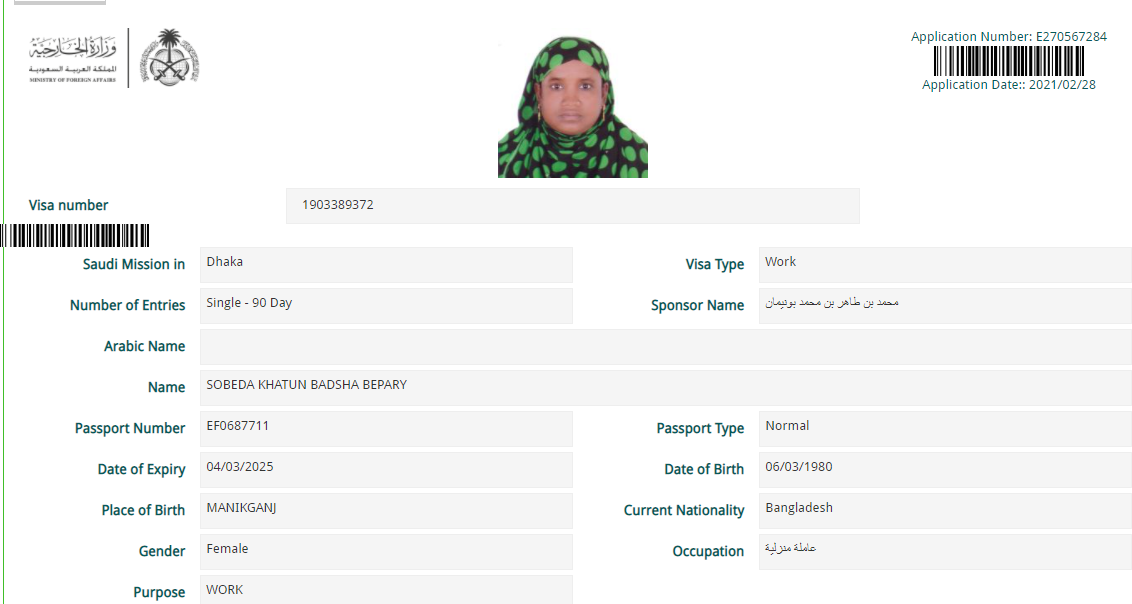 وزارة الخارجية
المملكة العربية السعودية
MINISTRY OF FOREIGN AFFAIRS
Application Number: E270567284
Application Date:: 2021/02/28
Visa number 1903389372
Saudi Mission in Dhaka Visa Type Work
Number of Entries Single - 90 Day Sponsor Name محمد بن طاهر بن محمد بونيمان
Arabic Name
Name SOBEDA KHATUN BADSHA BEPARY
Passport Number EF0687711 Passport Type Normal
Date of Expiry 04/03/2025 Date of Birth 06/03/1980
Place of Birth MANIKGANJ Current Nationality Bangladesh
Gender Female Occupation عاملة منزلية
Purpose WORK